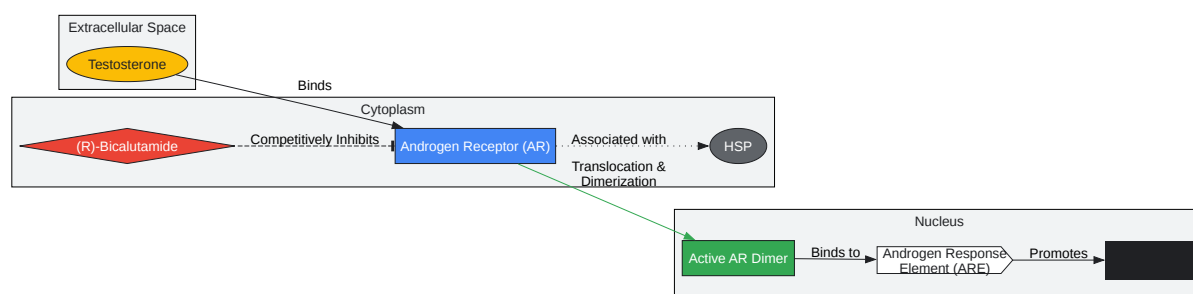 Extracellular Space
Testosterone
Binds
Cytoplasm
(R)-Bicalutamide
Competitively Inhibits
Androgen Receptor (AR)
Associated with
HSP
Translocation &
Dimerization
Nucleus
Active AR Dimer
Binds to
Androgen Response
Element (ARE)
Promotes